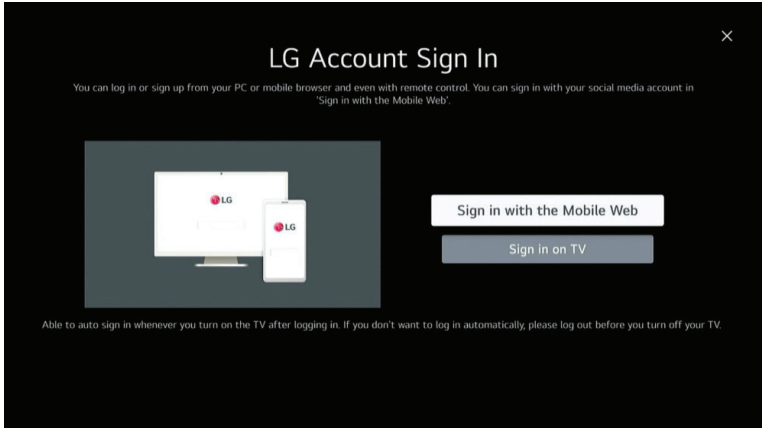 LG Account Sign In
You can log in or sign up from your PC or mobile browser and even with remote control. You can sign in with your social media account in
'Sign in with the Mobile Web'.
LG
LG
Sign in with the Mobile Web
Sign in on TV
Able to auto sign in whenever you turn on the TV after logging in. If you don't want to log in automatically, please log out before you turn off your TV.